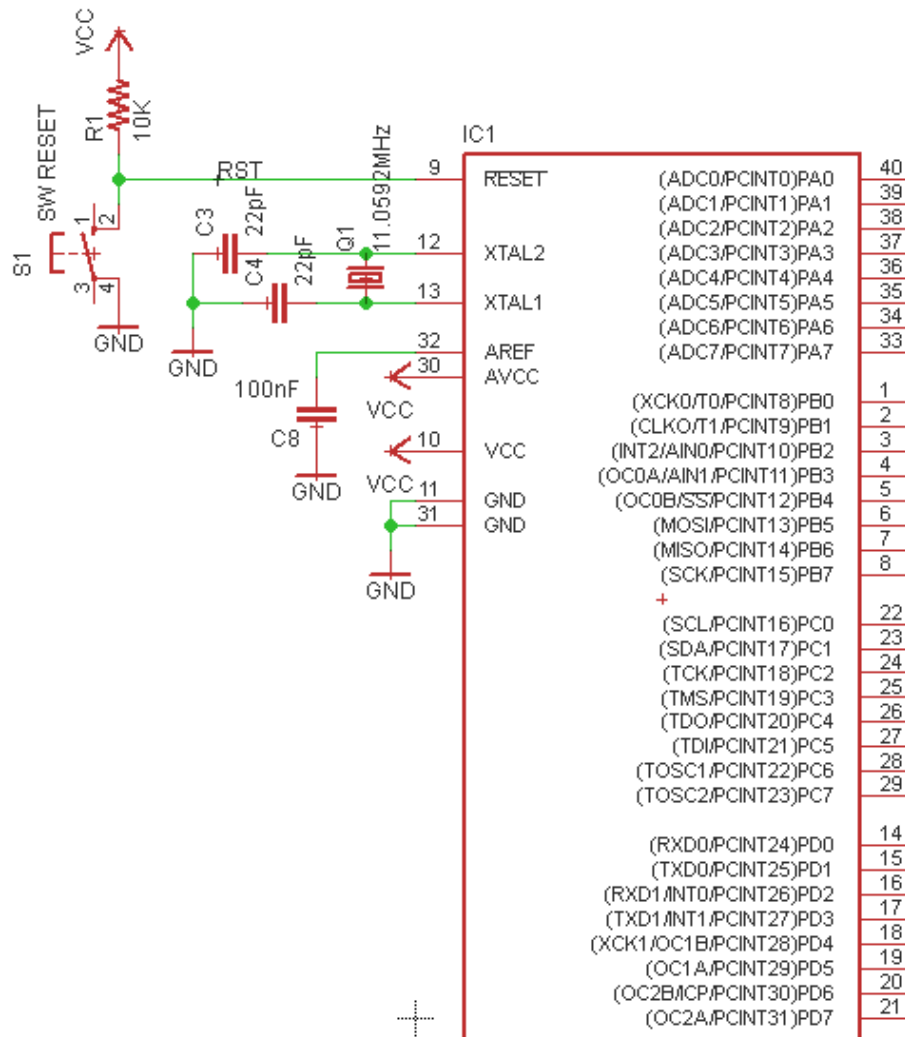 VCC
R1
10K
SW RESET
S1
1
2
3
4
GND
RST
C3
22pF
C4
22pF
Q1
11.0592MHz
GND
100nF
C8
GND
VCC
VCC
GND
IC1
9 RESET
12 XTAL2
13 XTAL1
32 AREF
30 AVCC
10 VCC
11 GND
31 GND
(ADC0/PCINT0)PA0 40
(ADC1/PCINT1)PA1 39
(ADC2/PCINT2)PA2 38
(ADC3/PCINT3)PA3 37
(ADC4/PCINT4)PA4 36
(ADC5/PCINT5)PA5 35
(ADC6/PCINT6)PA6 34
(ADC7/PCINT7)PA7 33
(XCK0/T0/PCINT8)PB0 1
(CLKO/T1/PCINT9)PB1 2
(INT2/AIN0/PCINT10)PB2 3
(OC0A/AIN1/PCINT11)PB3 4
(OC0B/SS/PCINT12)PB4 5
(MOSI/PCINT13)PB5 6
(MISO/PCINT14)PB6 7
(SCK/PCINT15)PB7 8
(SCL/PCINT16)PC0 22
(SDA/PCINT17)PC1 23
(TCK/PCINT18)PC2 24
(TMS/PCINT19)PC3 25
(TDO/PCINT20)PC4 26
(TDI/PCINT21)PC5 27
(TOSC1/PCINT22)PC6 28
(TOSC2/PCINT23)PC7 29
(RXD0/PCINT24)PD0 14
(TXD0/PCINT25)PD1 15
(RXD1/INT0/PCINT26)PD2 16
(TXD1/INT1/PCINT27)PD3 17
(XCK1/OC1B/PCINT28)PD4 18
(OC1A/PCINT29)PD5 19
(OC2B/ICP/PCINT30)PD6 20
(OC2A/PCINT31)PD7 21